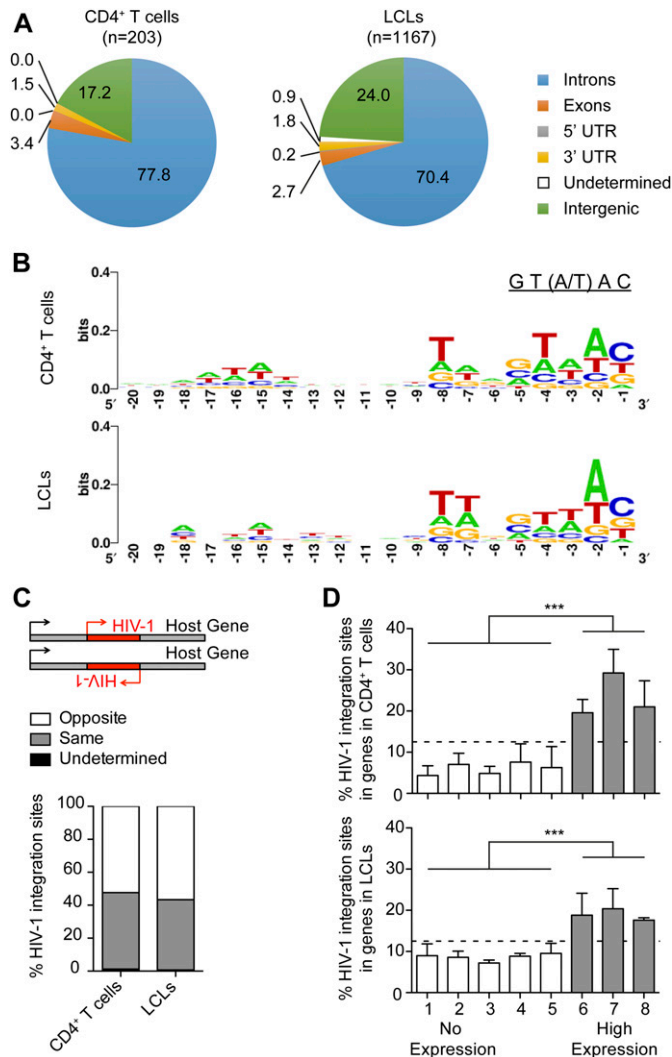 A
CD4⁺ T cells
(n=203)
LCLs
(n=1167)
0.0
1.5
0.0
3.4
17.2
77.8
0.9
1.8
0.2
2.7
24.0
70.4
Introns
Exons
5' UTR
3' UTR
Undetermined
Intergenic
B
G T (A/T) A C
CD4⁺ T cells
bits
0.4
0.2
0.0
5′ -20 -19 -18 -17 -16 -15 -14 -13 -12 -11 -10 -9 -8 -7 -6 -5 -4 -3 -2 -1 3′
LCLs
bits
0.4
0.2
0.0
5′ -20 -19 -18 -17 -16 -15 -14 -13 -12 -11 -10 -9 -8 -7 -6 -5 -4 -3 -2 -1 3′
C
HIV-1 Host Gene
Host Gene
HIV-1
Opposite
Same
Undetermined
% HIV-1 integration sites
100
80
60
40
20
0
CD4⁺ T cells
LCLs
D
% HIV-1 integration sites
in genes in CD4⁺ T cells
40
30
20
10
0
***
% HIV-1 integration sites
in genes in LCLs
40
30
20
10
0
***
1 2 3 4 5 6 7 8
No Expression
High Expression